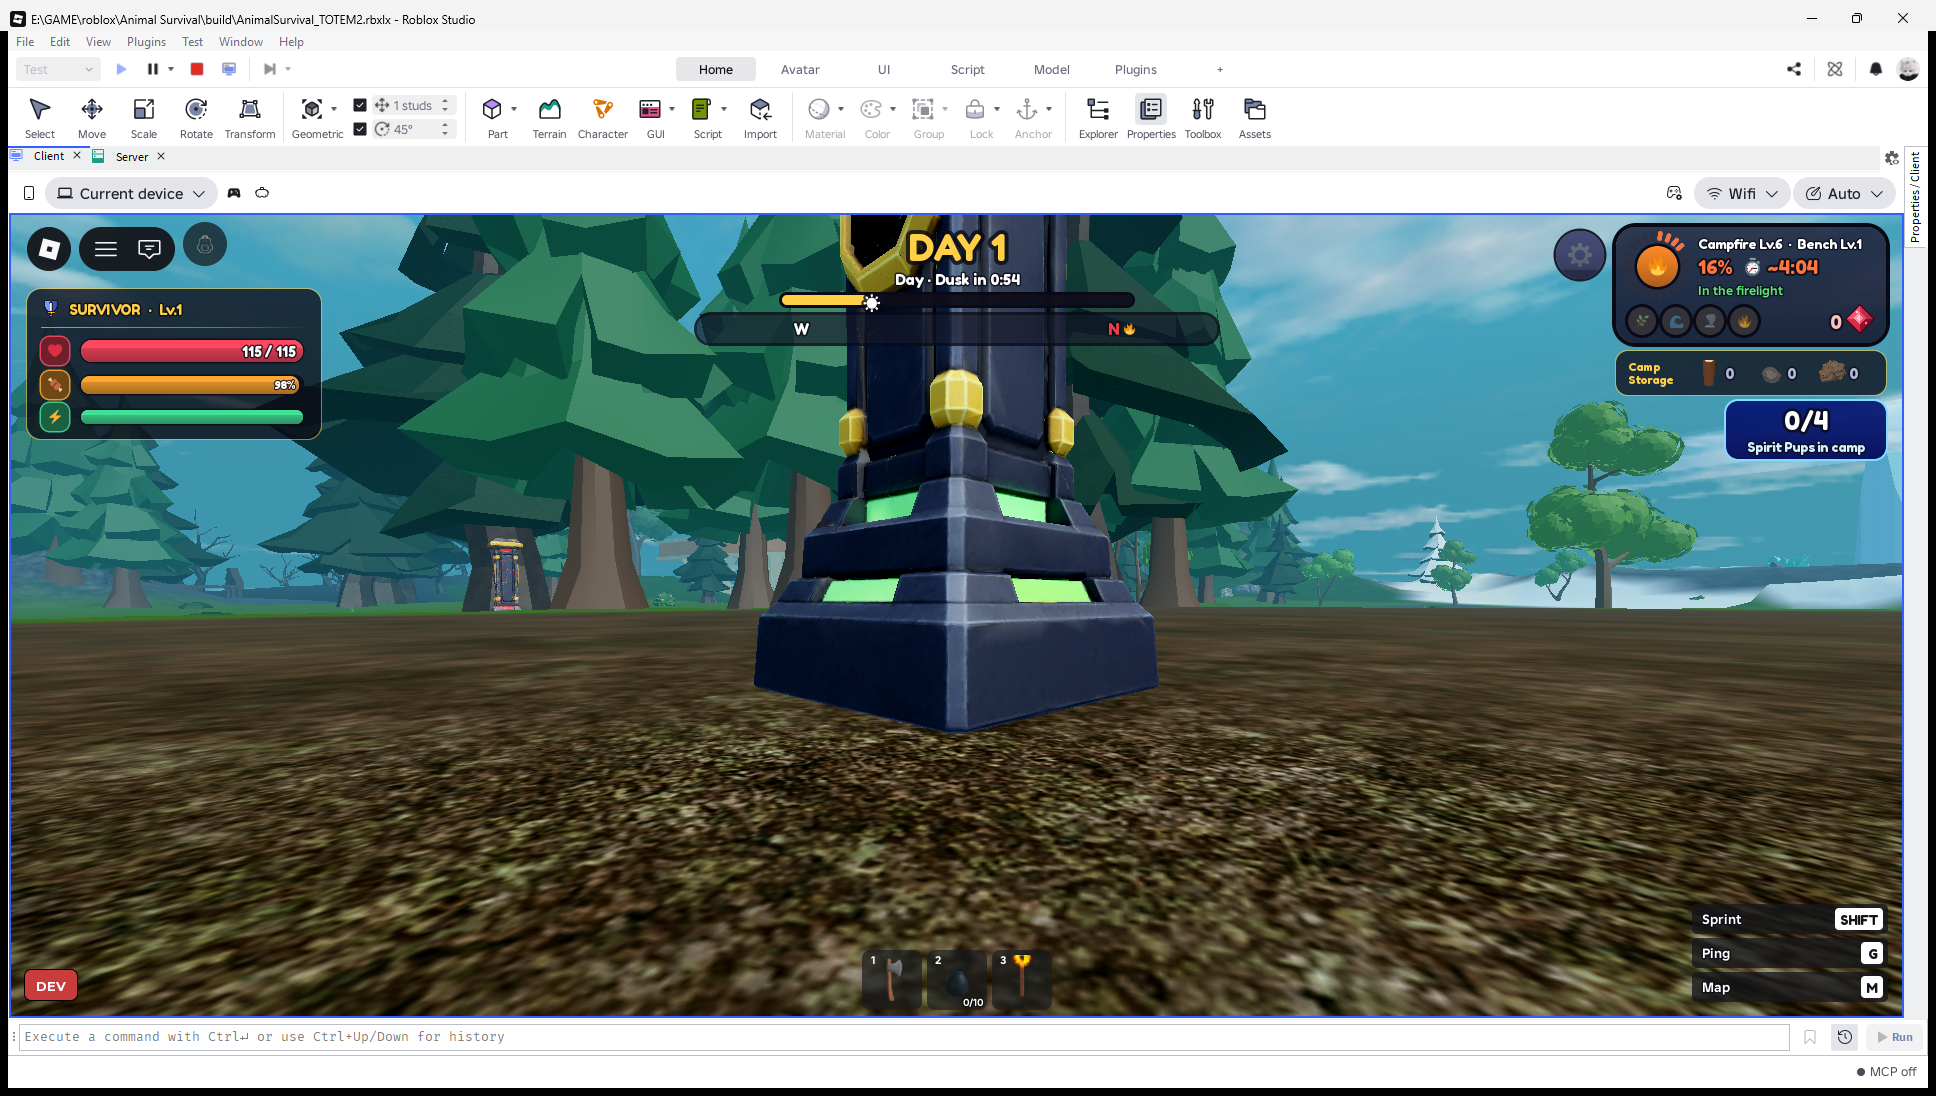 E:\GAME\roblox\Animal Survival\build\AnimalSurvival_TOTEM2.rbxlx - Roblox Studio
File Edit View Plugins Test Window Help
Test
Home Avatar UI Script Model Plugins +
1 studs
45°
Select Move Scale Rotate Transform Geometric Part Terrain Character GUI Script Import Material Color Group Lock Anchor Explorer Properties Toolbox Assets
Client Server
Properties / Client
Current device
Wifi Auto
DAY 1
Day · Dusk in 0:54
W N
SURVIVOR · Lv.1
115 / 115
98%
Campfire Lv.6 · Bench Lv.1
16% ~4:04
In the firelight
0
Camp Storage 0 0 0
0/4
Spirit Pups in camp
Sprint SHIFT
Ping G
Map M
1 2 3
0/10
DEV
Execute a command with Ctrl↵ or use Ctrl+Up/Down for history
Run
MCP off